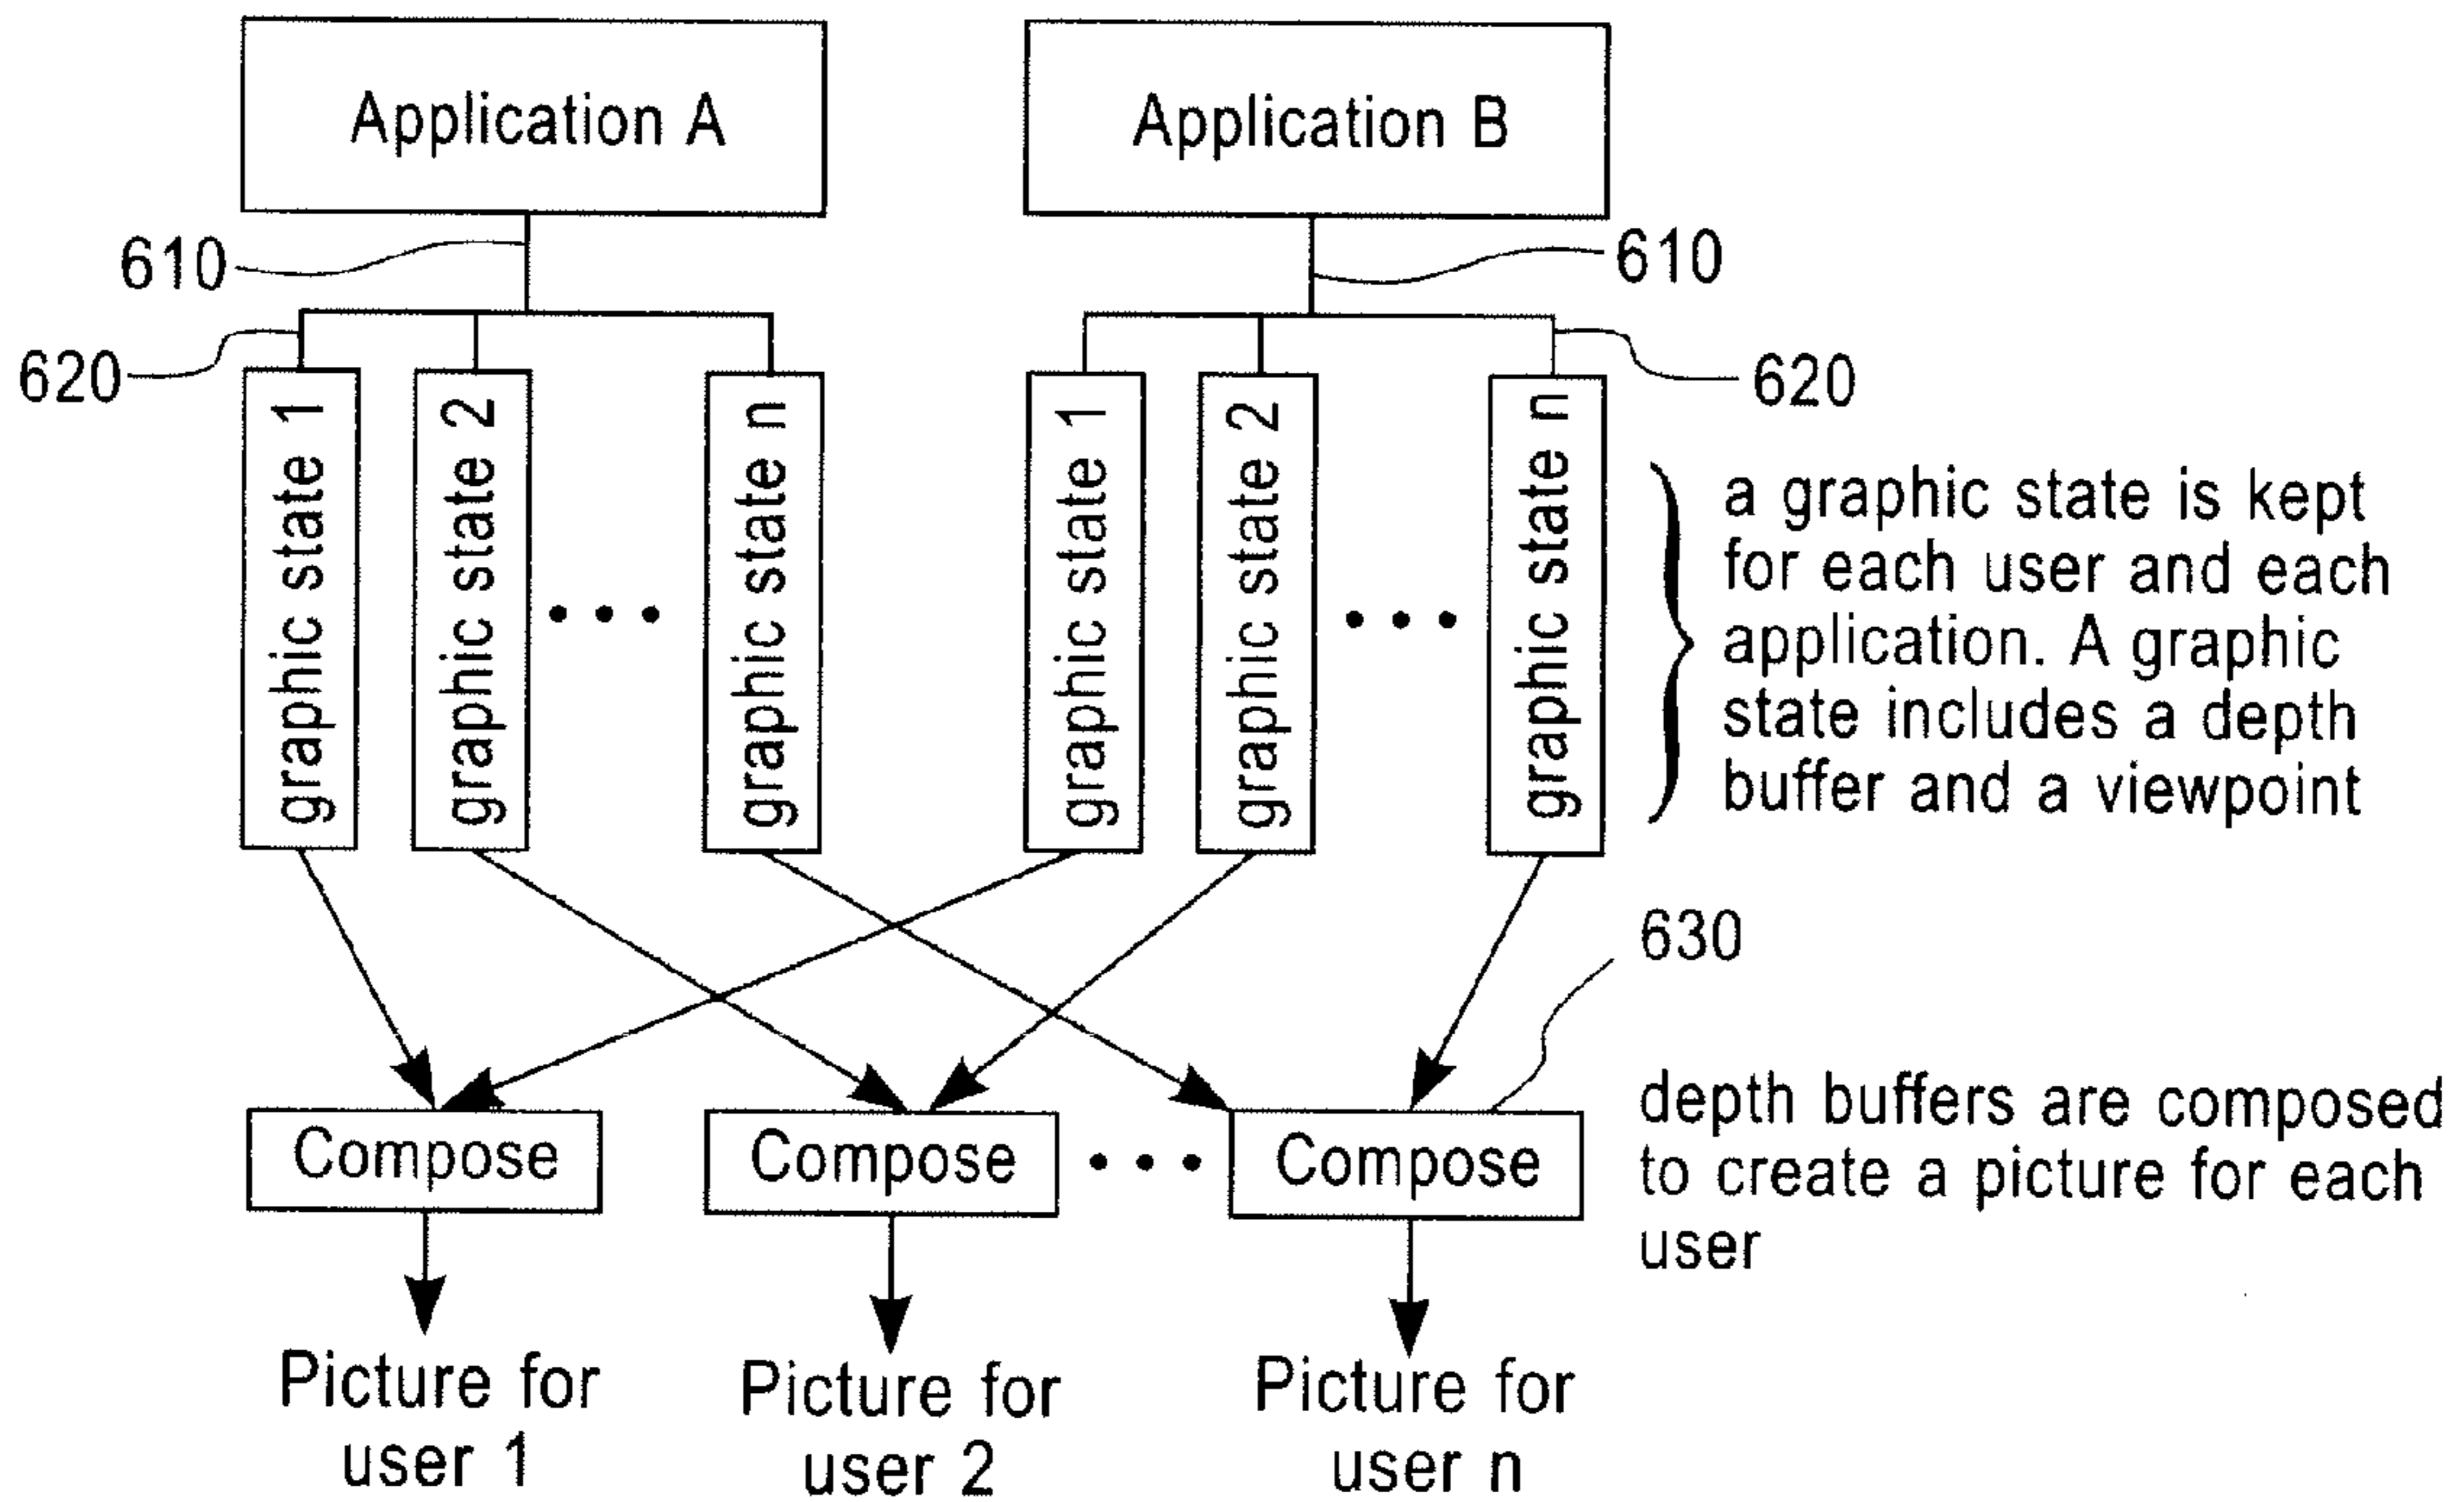 Application A
Application B
610
610
620
620
graphic state 1
graphic state 2
graphic state n
graphic state 1
graphic state 2
graphic state n
a graphic state is kept
for each user and each
application. A graphic
state includes a depth
buffer and a viewpoint
630
Compose
Compose
Compose
depth buffers are composed
to create a picture for each
user
Picture for
user 1
Picture for
user 2
Picture for
user n